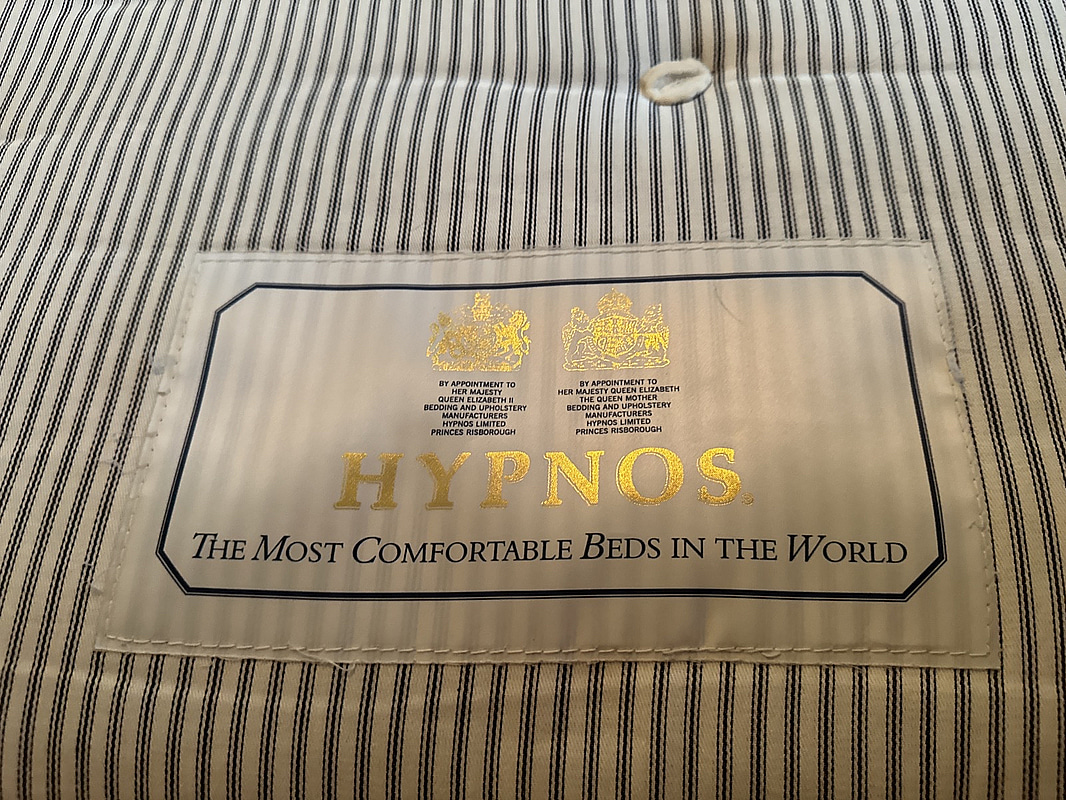 BY APPOINTMENT TO
HER MAJESTY
QUEEN ELIZABETH II
BEDDING AND UPHOLSTERY
MANUFACTURERS
HYPNOS LIMITED
PRINCES RISBOROUGH
BY APPOINTMENT TO
HER MAJESTY QUEEN ELIZABETH
THE QUEEN MOTHER
BEDDING AND UPHOLSTERY
MANUFACTURERS
HYPNOS LIMITED
PRINCES RISBOROUGH
HYPNOS
THE MOST COMFORTABLE BEDS IN THE WORLD